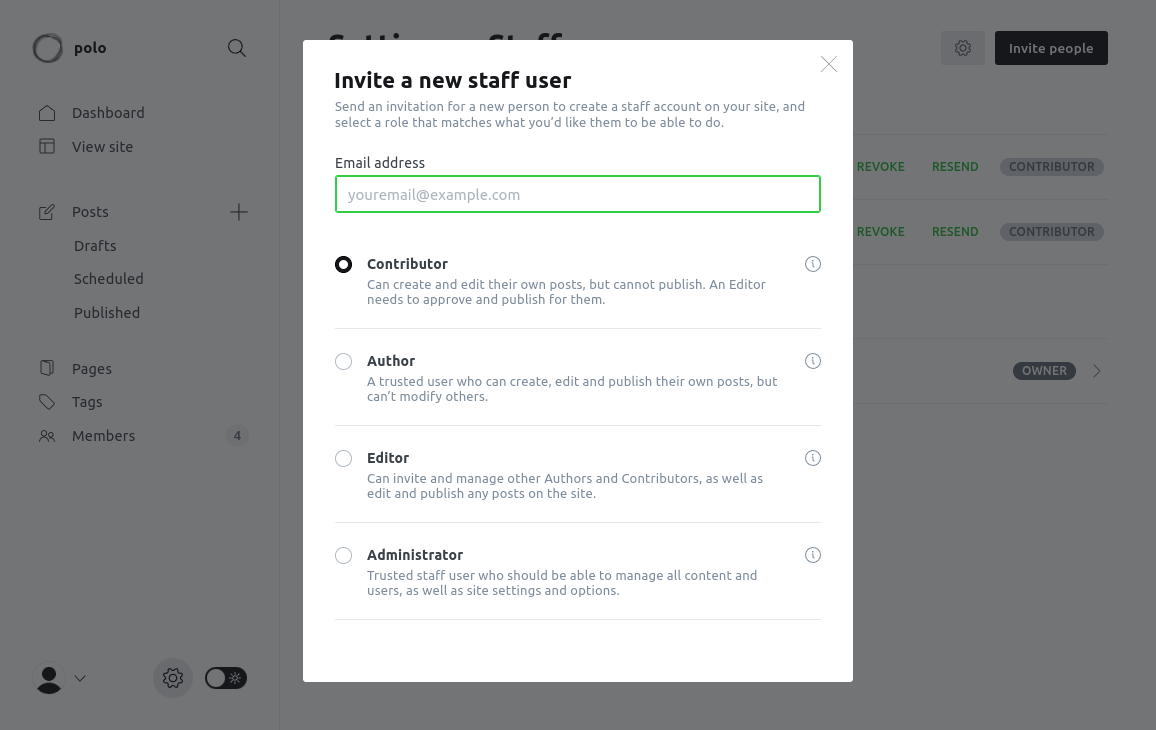 polo
Dashboard
View site
Posts
Drafts
Scheduled
Published
Pages
Tags
Members
4
Invite people
REVOKE RESEND CONTRIBUTOR
REVOKE RESEND CONTRIBUTOR
OWNER
Invite a new staff user
Send an invitation for a new person to create a staff account on your site, and
select a role that matches what you’d like them to be able to do.
Email address
youremail@example.com
Contributor
Can create and edit their own posts, but cannot publish. An Editor
needs to approve and publish for them.
Author
A trusted user who can create, edit and publish their own posts, but
can’t modify others.
Editor
Can invite and manage other Authors and Contributors, as well as
edit and publish any posts on the site.
Administrator
Trusted staff user who should be able to manage all content and
users, as well as site settings and options.